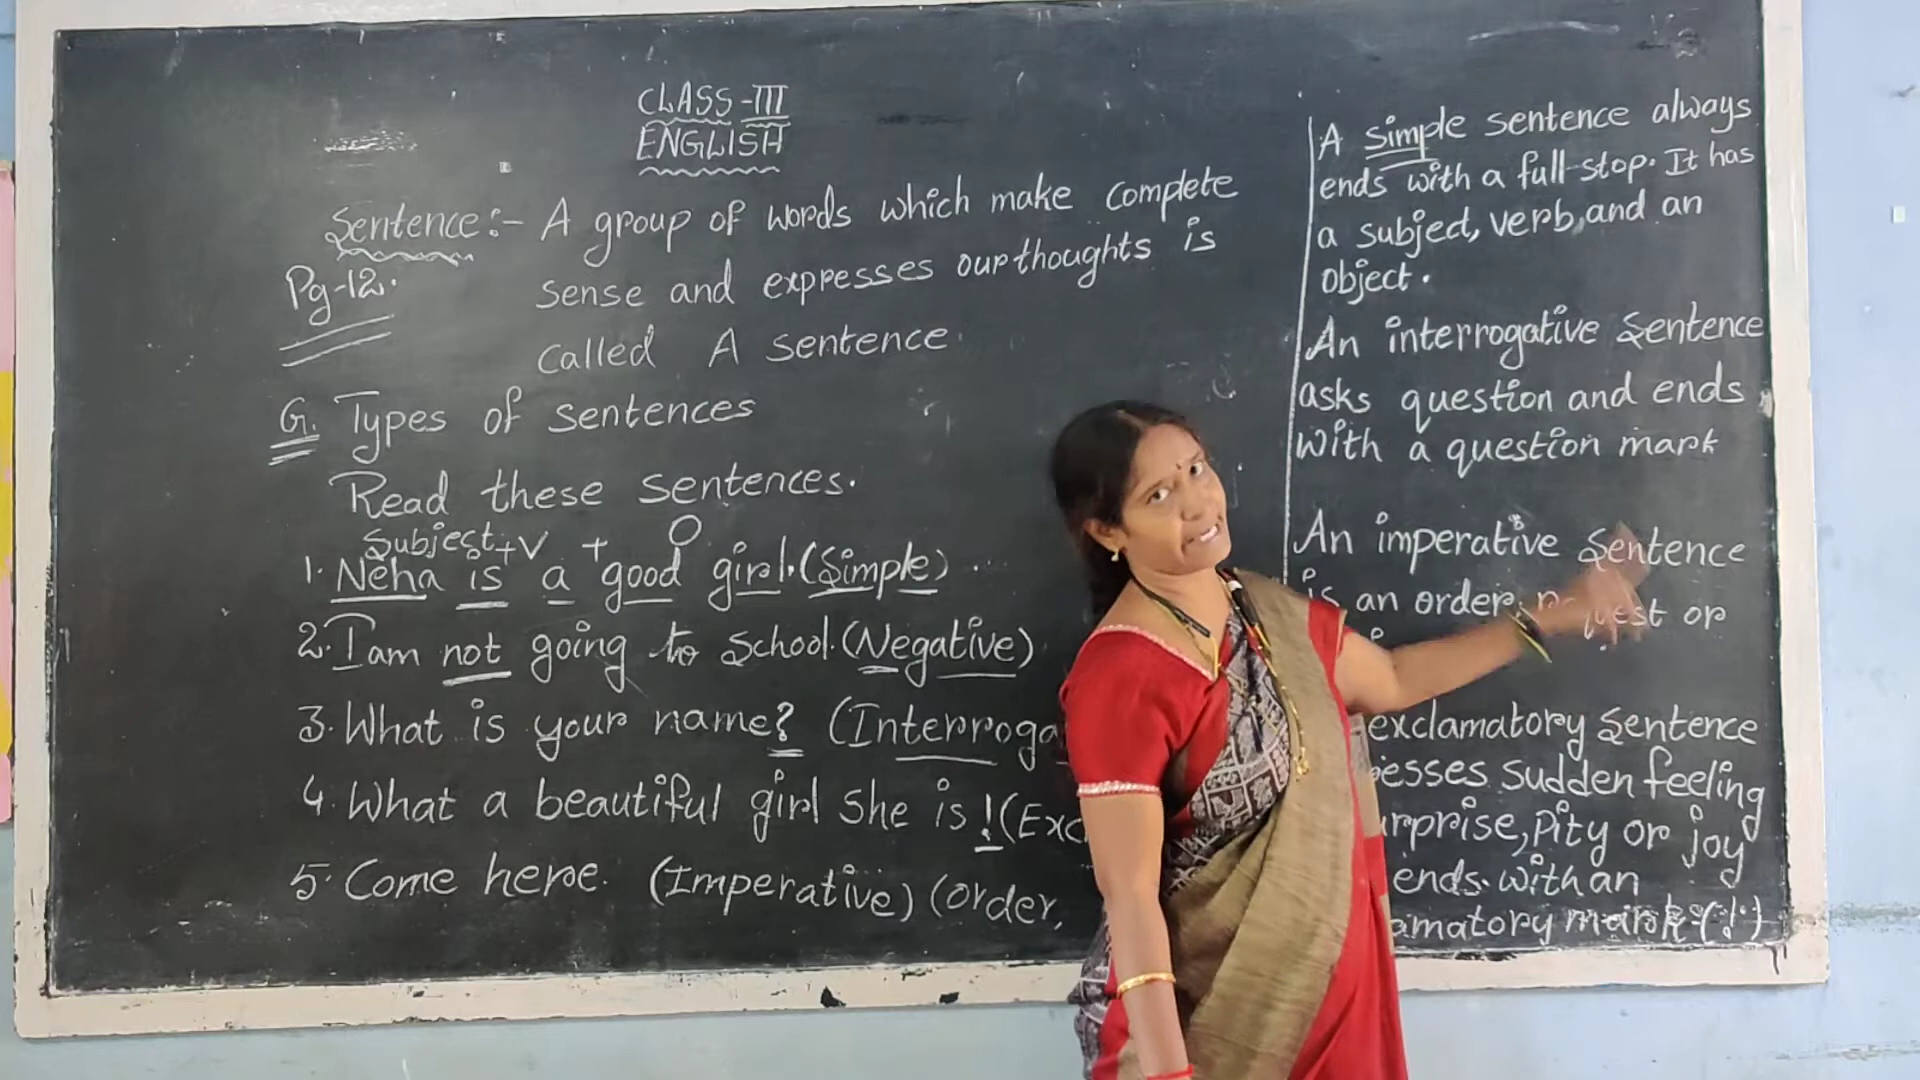 CLASS-III
ENGLISH
Sentence:- A group of words which make complete
Pg-12.
sense and expresses our thoughts is
called A sentence.
G. Types of sentences
Read these sentences.
Subject+V + O
1. Neha is a good girl. (Simple)
2. I am not going to school. (Negative)
3. What is your name? (Interroga
4. What a beautiful girl she is! (Exc
5. Come here. (Imperative) (order,
A simple sentence always
ends with a full stop. It has
a subject, verb, and an
object.
An interrogative sentence
asks question and ends
with a question mark
An imperative sentence
is an order, or
exclamatory sentence
esses sudden feeling
urprise, pity or joy
ends with an
amatory mark (!)